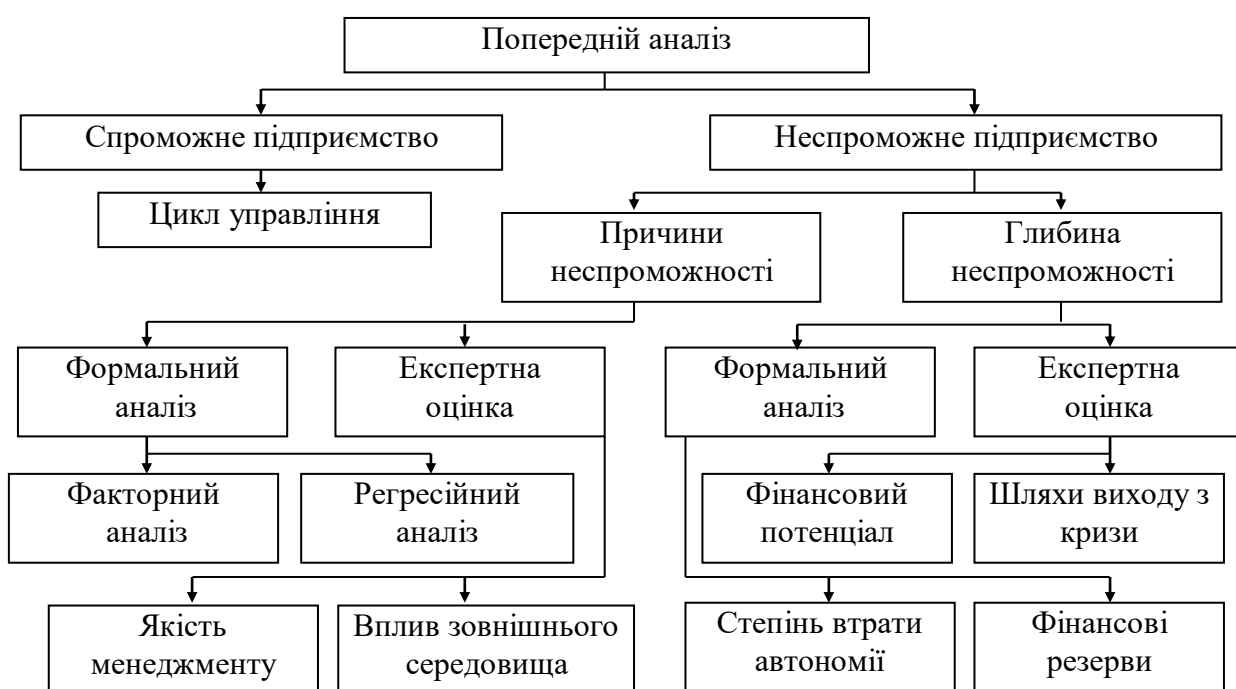 Попередній аналіз
Спроможне підприємство
Неспроможне підприємство
Цикл управління
Причини
неспроможності
Глибина
неспроможності
Формальний
аналіз
Експертна
оцінка
Формальний
аналіз
Експертна
оцінка
Факторний
аналіз
Регресійний
аналіз
Фінансовий
потенціал
Шляхи виходу з
кризи
Якість
менеджменту
Вплив зовнішнього
середовища
Степінь втрати
автономії
Фінансові
резерви